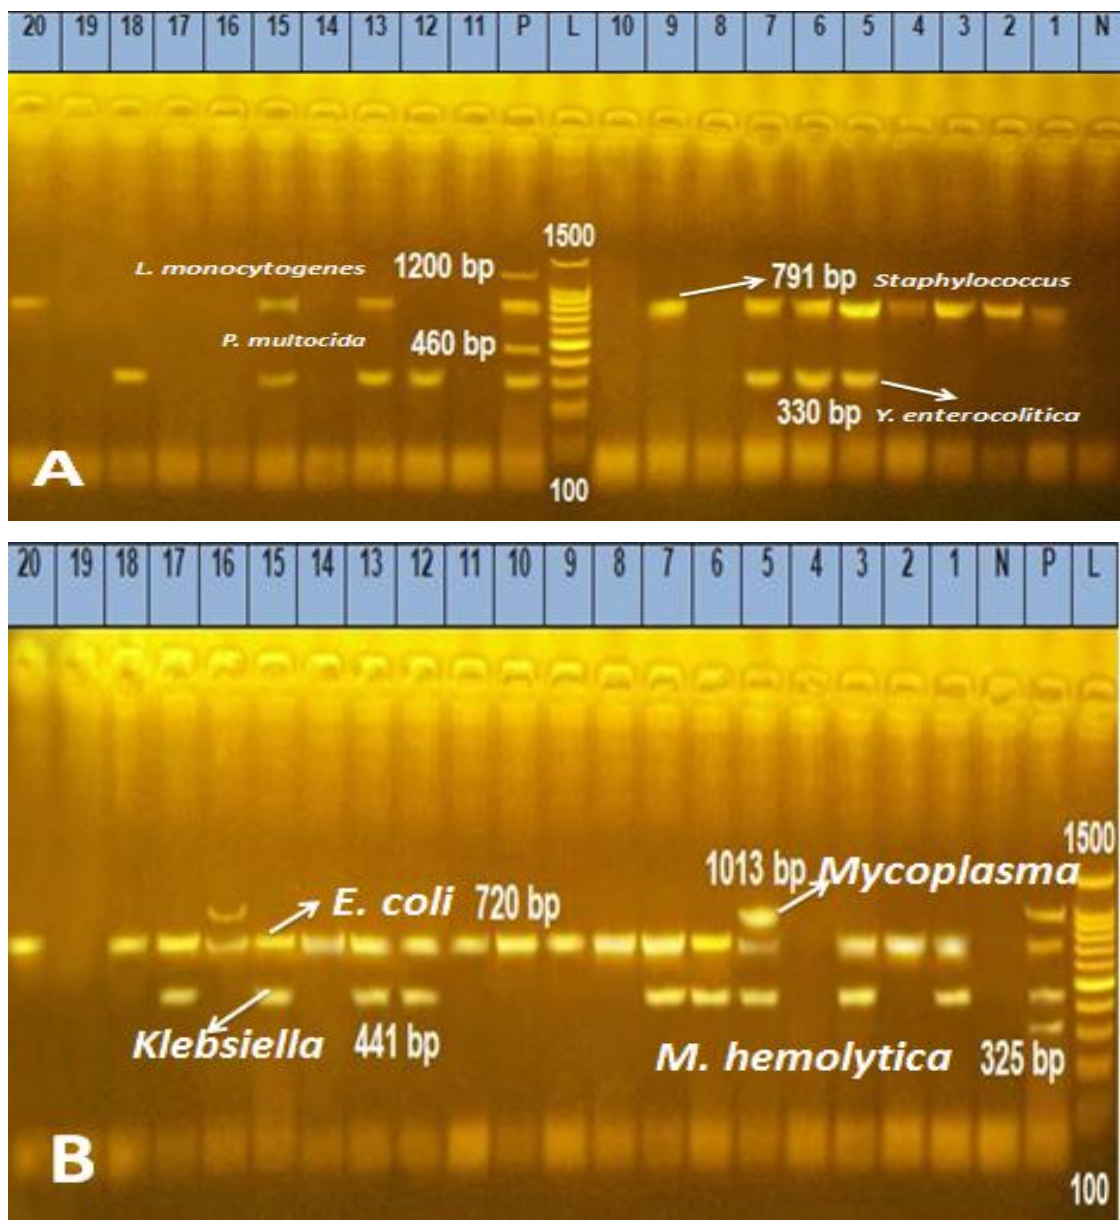 20 19 18 17 16 15 14 13 12 11 P L 10 9 8 7 6 5 4 3 2 1 N
1500
L. monocytogenes 1200 bp 791 bp Staphylococcus
P. multocida 460 bp
330 bp Y. enterocolitica
A
100
20 19 18 17 16 15 14 13 12 11 10 9 8 7 6 5 4 3 2 1 N P L
1500
1013 bp Mycoplasma
E. coli 720 bp
Klebsiella 441 bp M. hemolytica 325 bp
B
100